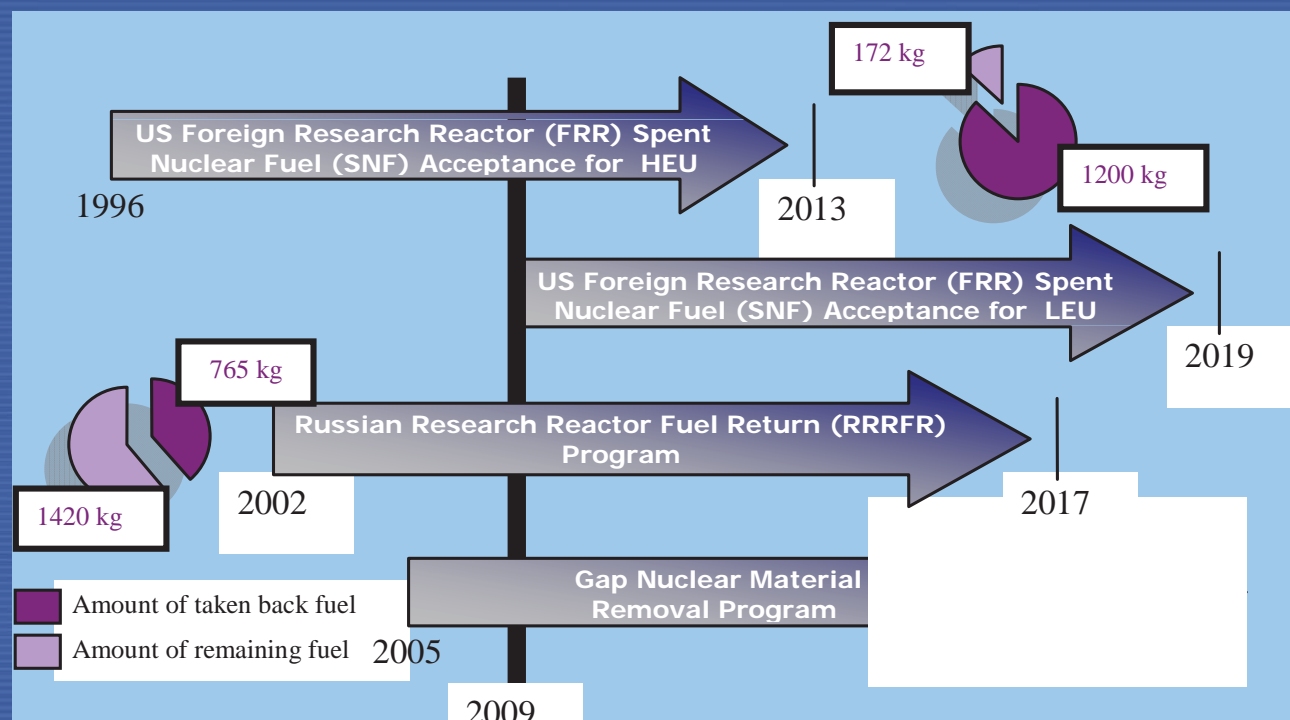 172 kg
US Foreign Research Reactor (FRR) Spent
Nuclear Fuel (SNF) Acceptance for HEU
1200 kg
1996
2013
US Foreign Research Reactor (FRR) Spent
Nuclear Fuel (SNF) Acceptance for LEU
2019
765 kg
Russian Research Reactor Fuel Return (RRRFR)
Program
1420 kg
2002
2017
Gap Nuclear Material
Removal Program
Amount of taken back fuel
Amount of remaining fuel
2005
2009